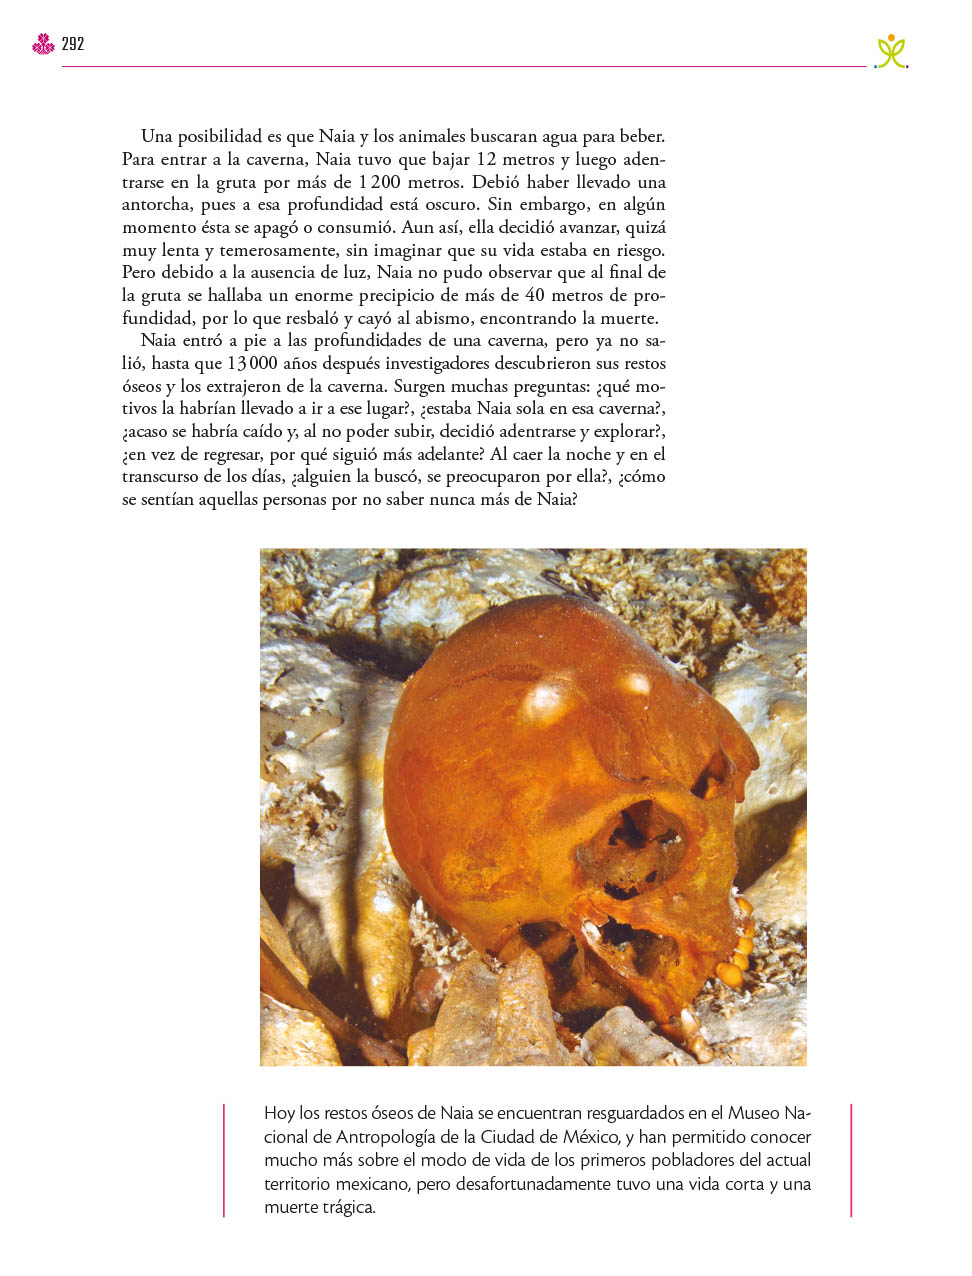 292
Una posibilidad es que Naia y los animales buscaran agua para beber.
Para entrar a la caverna, Naia tuvo que bajar 12 metros y luego aden-
trarse en la gruta por más de 1 200 metros. Debió haber llevado una
antorcha, pues a esa profundidad está oscuro. Sin embargo, en algún
momento ésta se apagó o consumió. Aun así, ella decidió avanzar, quizá
muy lenta y temerosamente, sin imaginar que su vida estaba en riesgo.
Pero debido a la ausencia de luz, Naia no pudo observar que al final de
la gruta se hallaba un enorme precipicio de más de 40 metros de pro-
fundidad, por lo que resbaló y cayó al abismo, encontrando la muerte.
Naia entró a pie a las profundidades de una caverna, pero ya no sa-
lió, hasta que 13 000 años después investigadores descubrieron sus restos
óseos y los extrajeron de la caverna. Surgen muchas preguntas: ¿qué mo-
tivos la habrían llevado a ir a ese lugar?, ¿estaba Naia sola en esa caverna?,
¿acaso se habría caído y, al no poder subir, decidió adentrarse y explorar?,
¿en vez de regresar, por qué siguió más adelante? Al caer la noche y en el
transcurso de los días, ¿alguien la buscó, se preocuparon por ella?, ¿cómo
se sentían aquellas personas por no saber nunca más de Naia?
Hoy los restos óseos de Naia se encuentran resguardados en el Museo Na-
cional de Antropología de la Ciudad de México, y han permitido conocer
mucho más sobre el modo de vida de los primeros pobladores del actual
territorio mexicano, pero desafortunadamente tuvo una vida corta y una
muerte trágica.